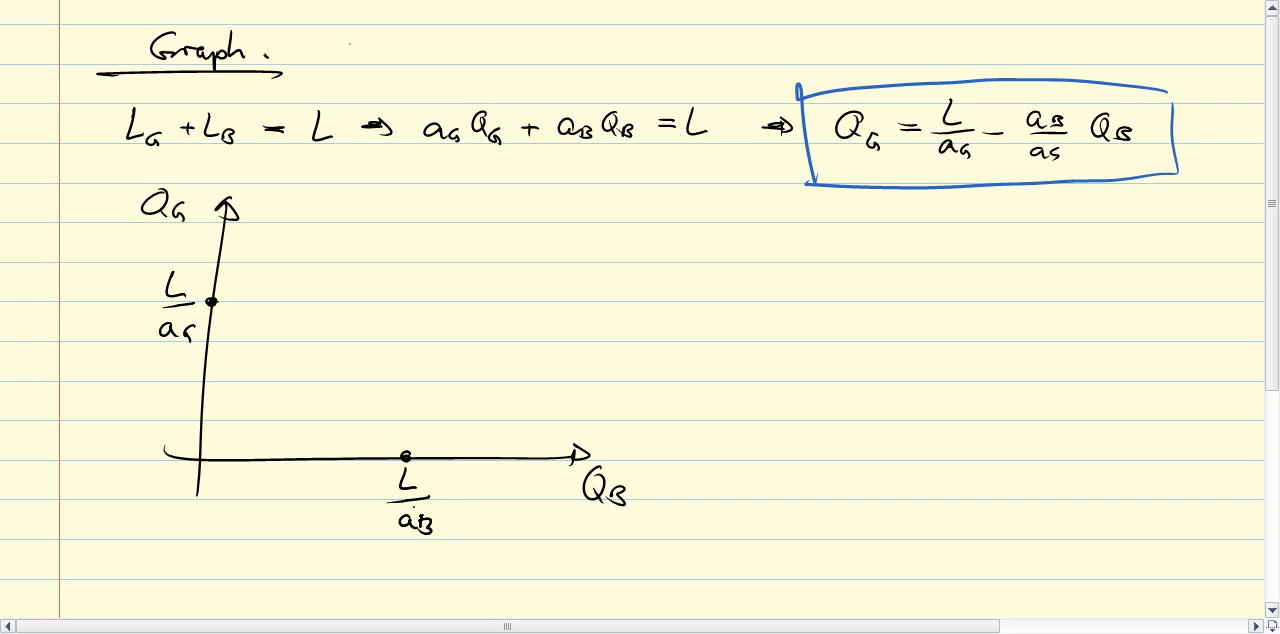 Graph.
L_G + L_B = L ⇒ a_G Q_G + a_B Q_B = L ⇒ Q_G = L/a_G - a_B/a_G Q_B
Q_G
L/a_G
L/a_B
Q_B